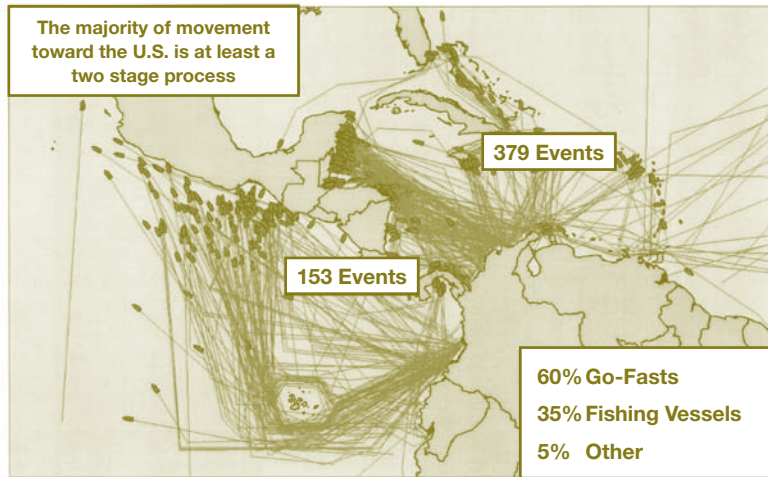 The majority of movement
toward the U.S. is at least a
two stage process
379 Events
153 Events
60% Go-Fasts
35% Fishing Vessels
5% Other